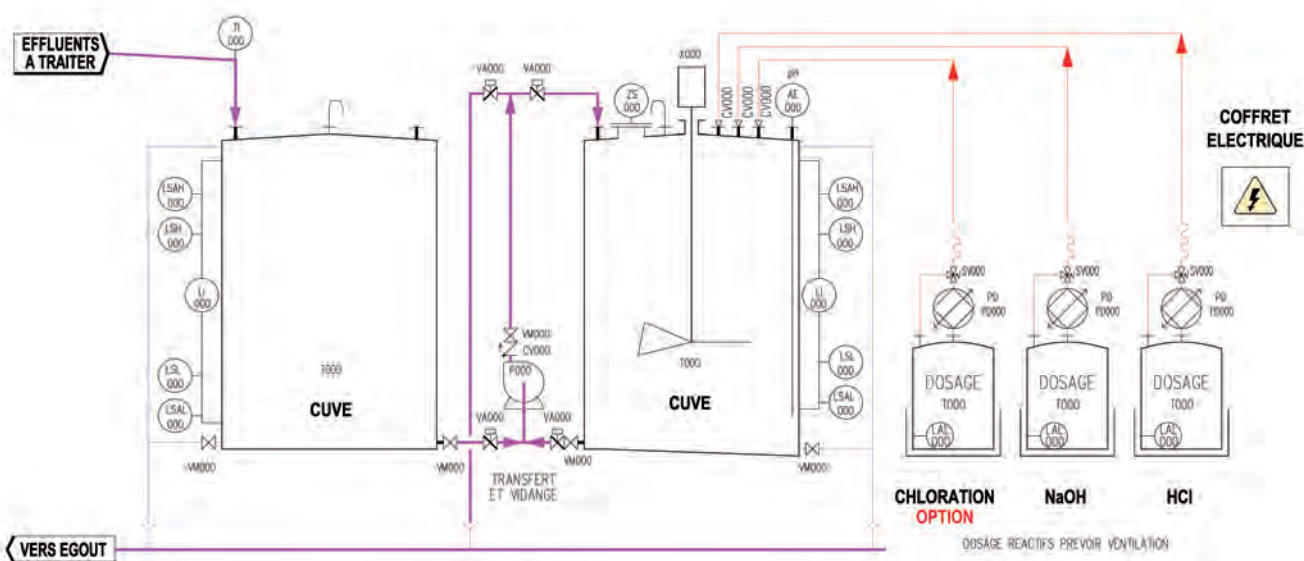 EFFLUENTS
A TRAITER
TI
000
VA000
VA000
ZS
000
X000
CV000
CV000
CV000
pH
AE
000
COFFRET
ELECTRIQUE
LSAH
000
LSH
000
LI
000
LSL
000
LSAL
000
VM000
CUVE
VM000
VM000
CV000
P000
VA000
VA000
VM000
TRANSFERT
ET VIDANGE
T000
CUVE
LSAH
000
LSH
000
LI
000
LSL
000
LSAL
000
VM000
SV000
PD
DOSAGE
T000
LAL
000
CHLORATION
OPTION
SV000
PD
DOSAGE
T000
LAL
000
NaOH
SV000
PD
DOSAGE
T000
LAL
000
HCl
DOSAGE REACTIFS PREVOIR VENTILATION
VERS EGOUT